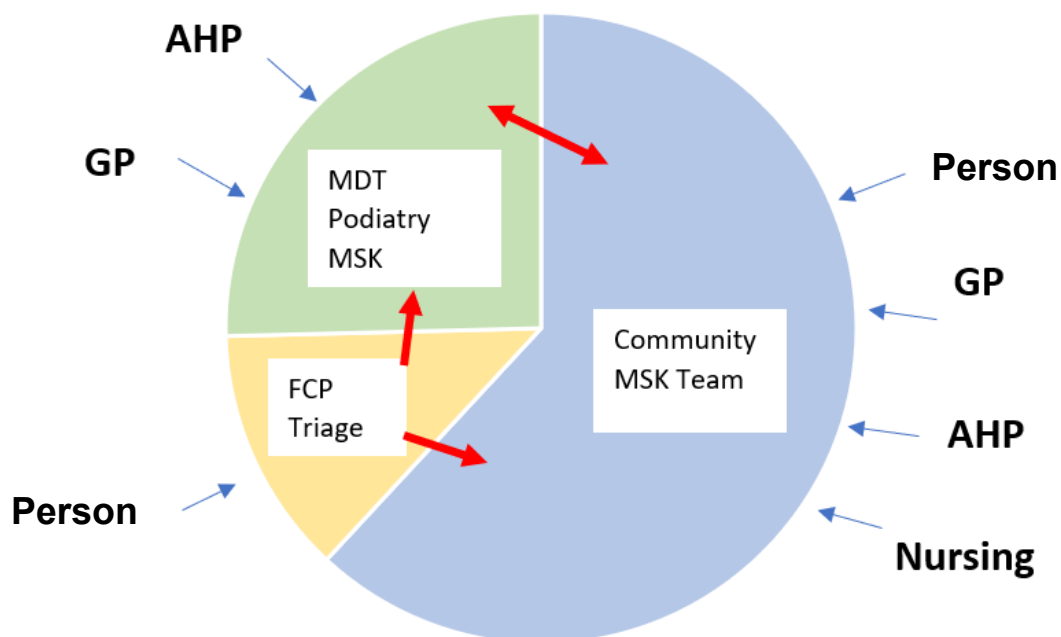 AHP
GP
MDT
Podiatry
MSK
Person
GP
Community
MSK Team
FCP
Triage
AHP
Person
Nursing